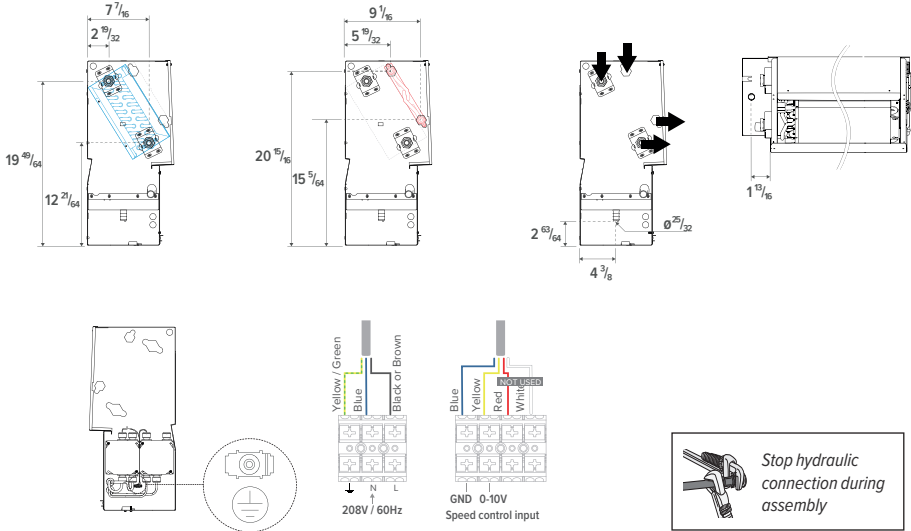 7 7/16
2 19/32
19 49/64
12 21/64
9 1/16
5 19/32
20 15/16
15 5/64
2 63/64
4 3/8
Ø 25/32
1 13/16
Yellow / Green
Blue
Black or Brown
N
L
208V / 60Hz
Blue
Yellow
Red
White
NOT USED
GND 0-10V
Speed control input
Stop hydraulic
connection during
assembly